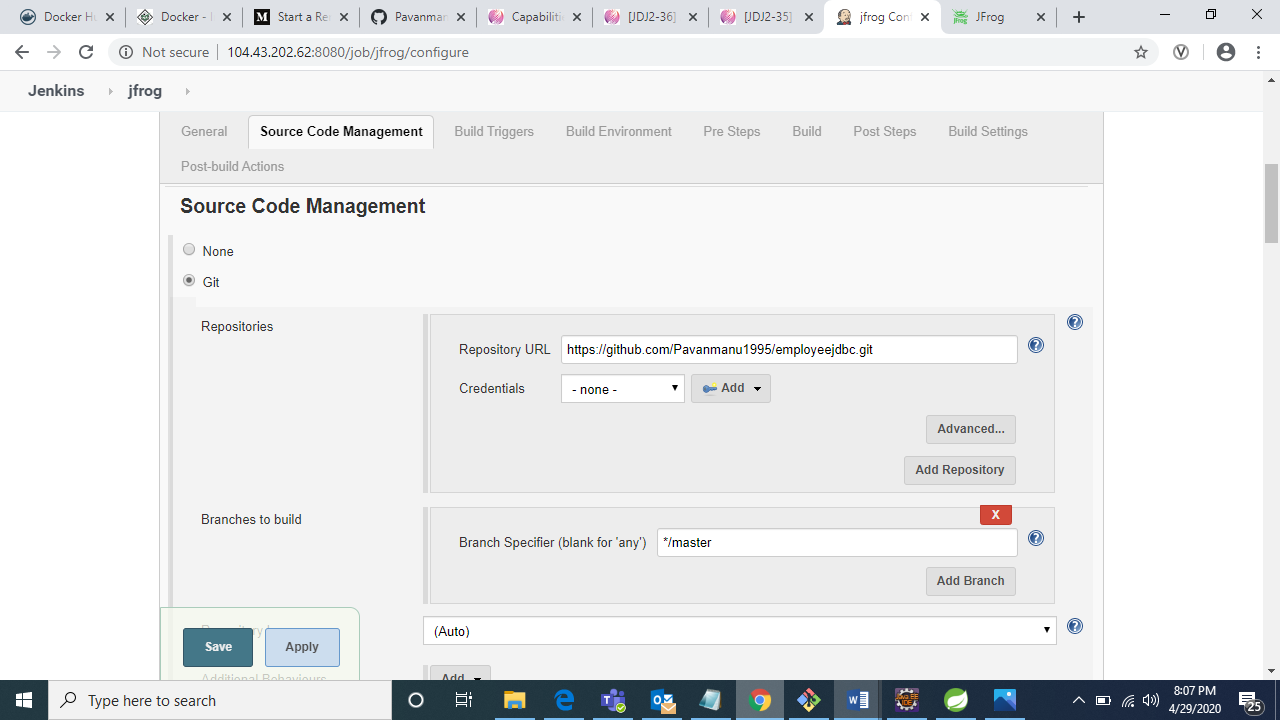 Docker Hu
Docker -
Start a Re
Pavanman
Capabiliti
[JDJ2-36]
[JDJ2-35]
jfrog Con
JFrog
Not secure
104.43.202.62:8080/job/jfrog/configure
Jenkins
jfrog
General
Source Code Management
Build Triggers
Build Environment
Pre Steps
Build
Post Steps
Build Settings
Post-build Actions
Source Code Management
None
Git
Repositories
Repository URL
https://github.com/Pavanmanu1995/employeejdbc.git
Credentials
- none -
Add
Advanced...
Add Repository
Branches to build
X
Branch Specifier (blank for 'any')
*/master
Add Branch
(Auto)
Save
Apply
Additional Behaviours
Add
Type here to search
8:07 PM
4/29/2020
25